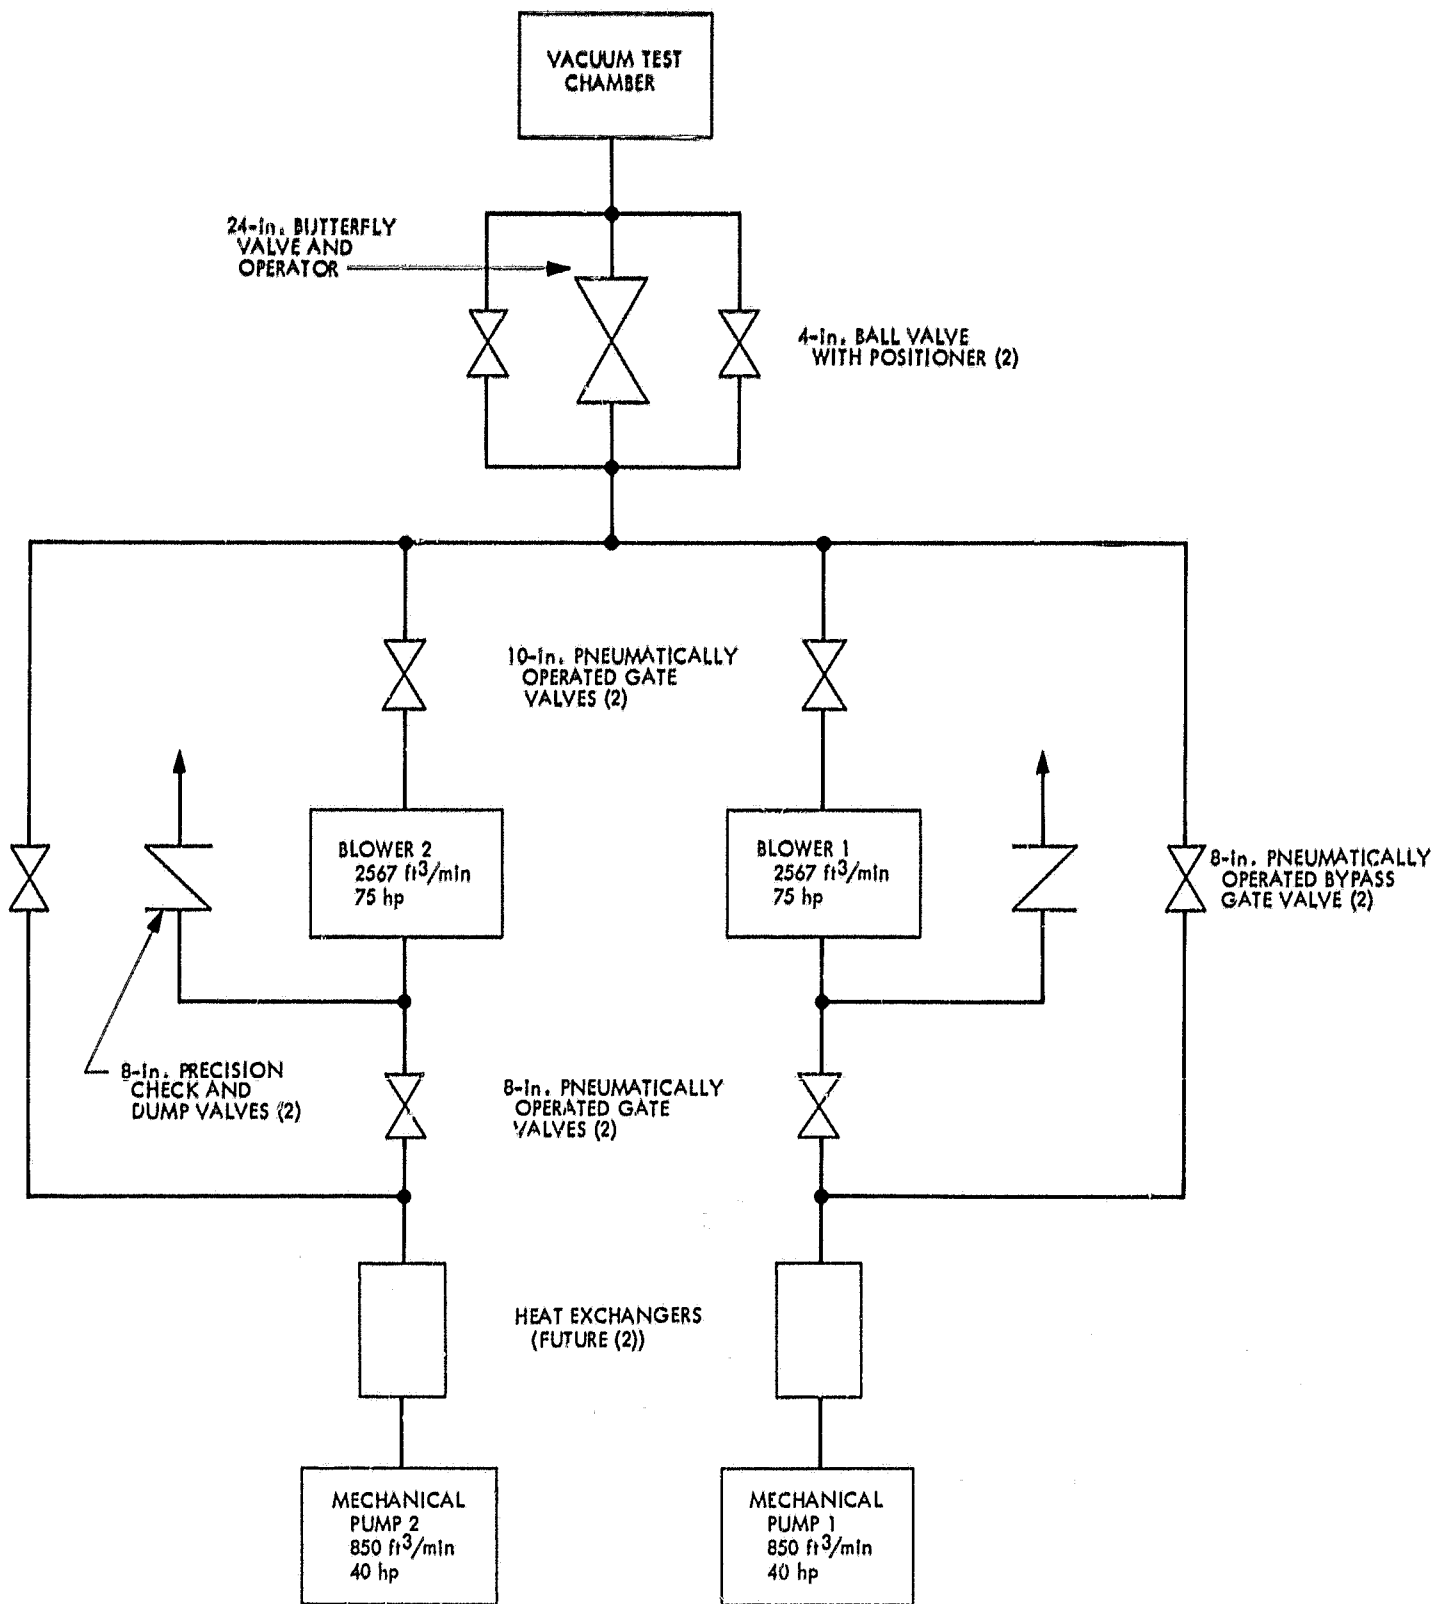 VACUUM TEST
CHAMBER
24-in. BUTTERFLY
VALVE AND
OPERATOR
4-in. BALL VALVE
WITH POSITIONER (2)
10-in. PNEUMATICALLY
OPERATED GATE
VALVES (2)
BLOWER 2
2567 ft³/min
75 hp
BLOWER 1
2567 ft³/min
75 hp
8-in. PNEUMATICALLY
OPERATED BYPASS
GATE VALVE (2)
8-in. PRECISION
CHECK AND
DUMP VALVES (2)
8-in. PNEUMATICALLY
OPERATED GATE
VALVES (2)
HEAT EXCHANGERS
(FUTURE (2))
MECHANICAL
PUMP 2
850 ft³/min
40 hp
MECHANICAL
PUMP 1
850 ft³/min
40 hp